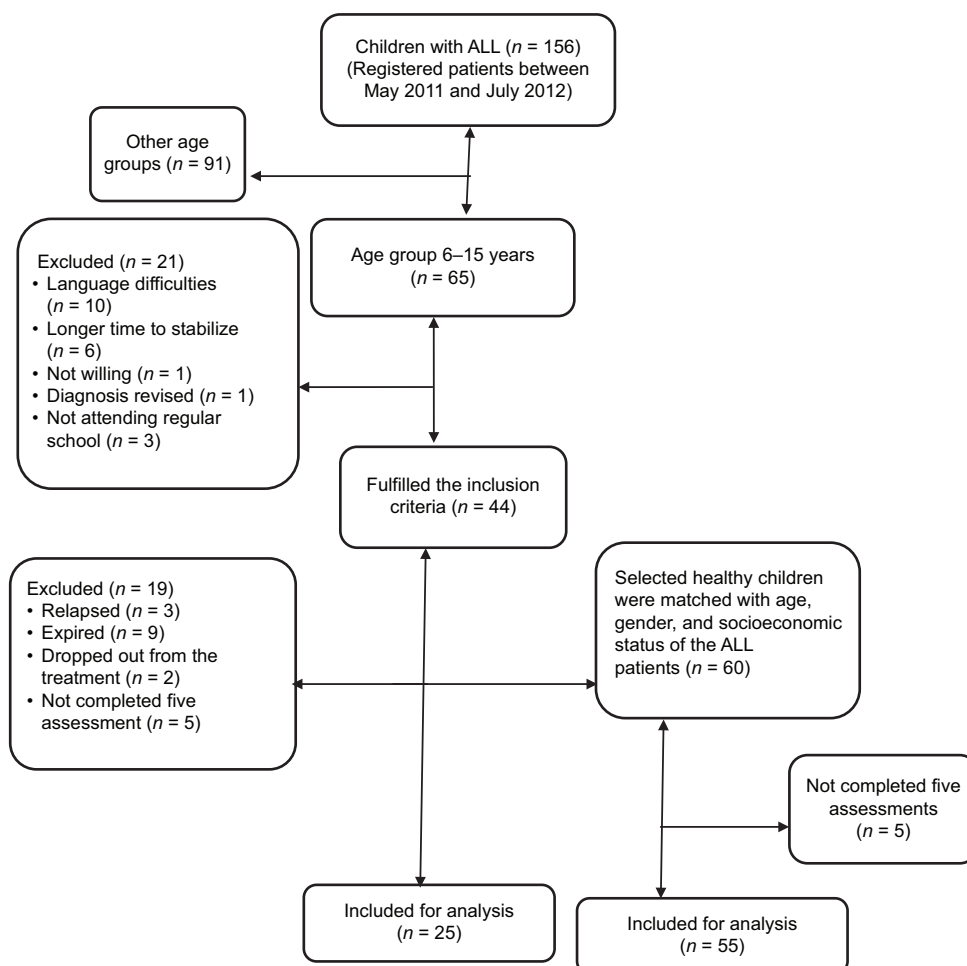 Children with ALL (n = 156)
(Registered patients between
May 2011 and July 2012)
Other age
groups (n = 91)
Age group 6–15 years
(n = 65)
Excluded (n = 21)
• Language difficulties
(n = 10)
• Longer time to stabilize
(n = 6)
• Not willing (n = 1)
• Diagnosis revised (n = 1)
• Not attending regular
school (n = 3)
Fulfilled the inclusion
criteria (n = 44)
Excluded (n = 19)
• Relapsed (n = 3)
• Expired (n = 9)
• Dropped out from the
treatment (n = 2)
• Not completed five
assessment (n = 5)
Selected healthy children
were matched with age,
gender, and socioeconomic
status of the ALL
patients (n = 60)
Not completed five
assessments
(n = 5)
Included for analysis
(n = 25)
Included for analysis
(n = 55)